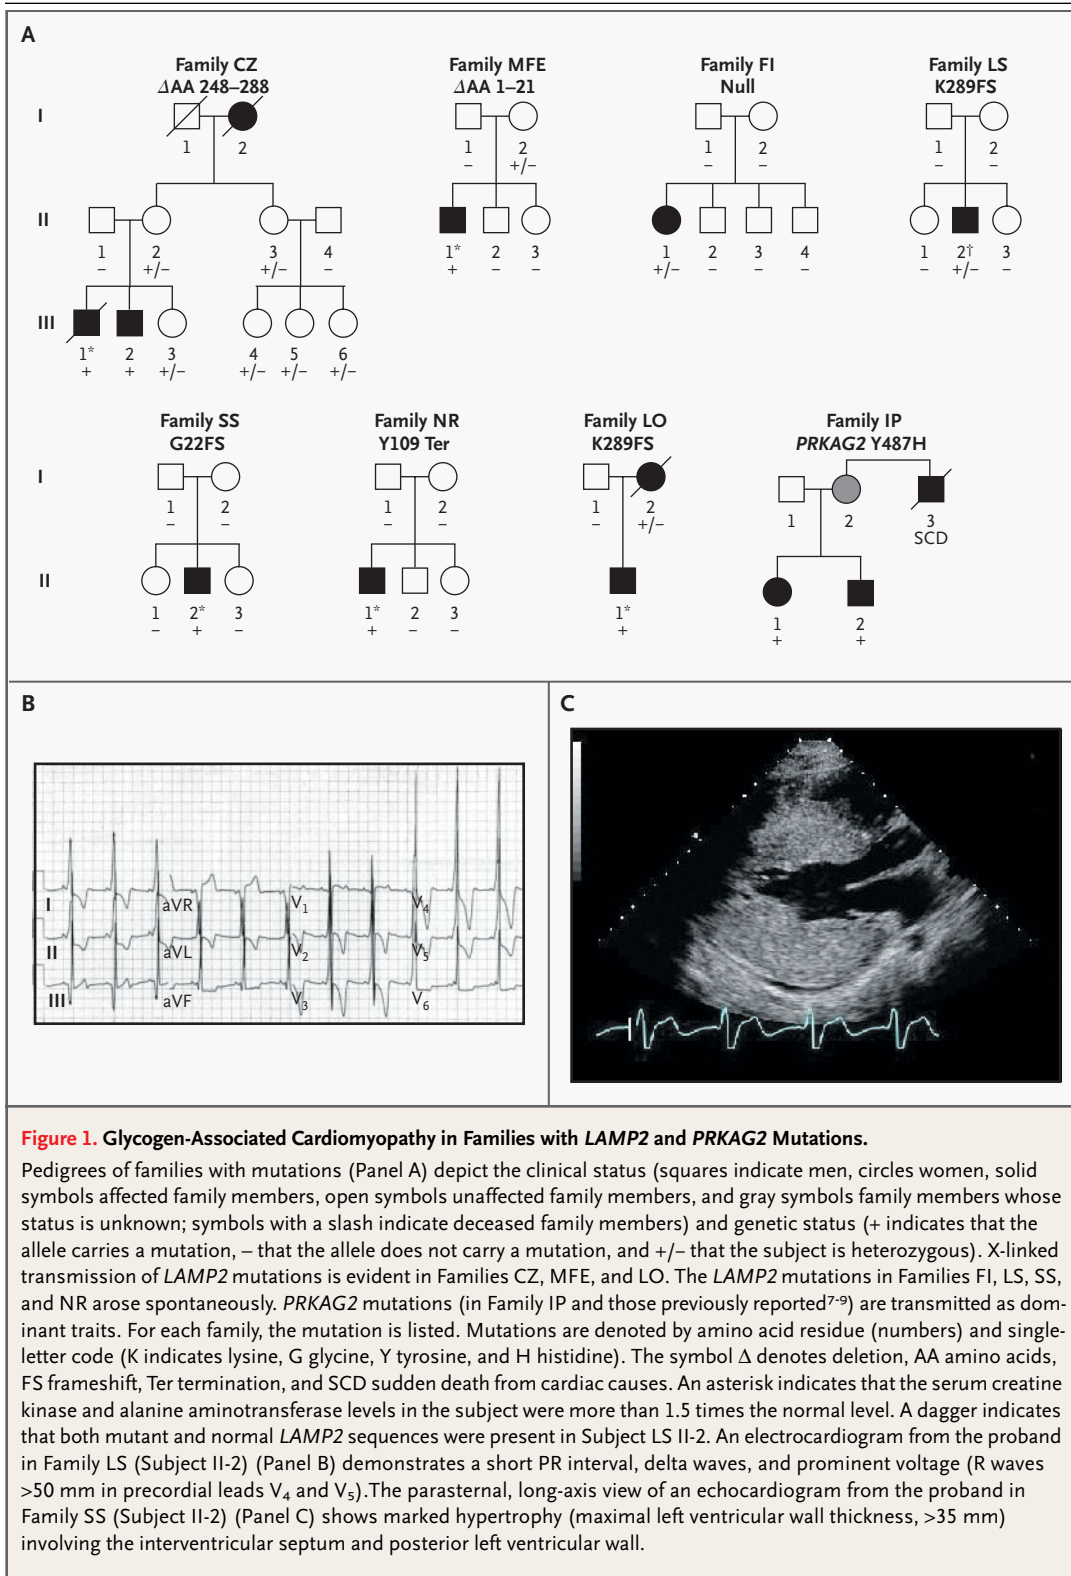 A
Family CZ
ΔAA 248–288
Family MFE
ΔAA 1–21
Family FI
Null
Family LS
K289FS
I
1 2
1 2
– +/–
1 2
– –
1 2
– –
II
1 2 3 4
– +/– +/– –
1* 2 3
+ – –
1 2 3 4
+/– – – –
1 2† 3
– +/– –
III
1* 2 3 4 5 6
+ + +/– +/– +/– +/–
Family SS
G22FS
Family NR
Y109 Ter
Family LO
K289FS
Family IP
PRKAG2 Y487H
I
1 2
– –
1 2
– –
1 2
– +/–
1 2 3
SCD
II
1 2* 3
– + –
1* 2 3
+ – –
1*
+
1 2
+ +
B
I aVR V1 V4
II aVL V2 V5
III aVF V3 V6
C
Figure 1. Glycogen-Associated Cardiomyopathy in Families with LAMP2 and PRKAG2 Mutations.
Pedigrees of families with mutations (Panel A) depict the clinical status (squares indicate men, circles women, solid
symbols affected family members, open symbols unaffected family members, and gray symbols family members whose
status is unknown; symbols with a slash indicate deceased family members) and genetic status (+ indicates that the
allele carries a mutation, – that the allele does not carry a mutation, and +/– that the subject is heterozygous). X-linked
transmission of LAMP2 mutations is evident in Families CZ, MFE, and LO. The LAMP2 mutations in Families FI, LS, SS,
and NR arose spontaneously. PRKAG2 mutations (in Family IP and those previously reported7-9) are transmitted as dom-
inant traits. For each family, the mutation is listed. Mutations are denoted by amino acid residue (numbers) and single-
letter code (K indicates lysine, G glycine, Y tyrosine, and H histidine). The symbol Δ denotes deletion, AA amino acids,
FS frameshift, Ter termination, and SCD sudden death from cardiac causes. An asterisk indicates that the serum creatine
kinase and alanine aminotransferase levels in the subject were more than 1.5 times the normal level. A dagger indicates
that both mutant and normal LAMP2 sequences were present in Subject LS II-2. An electrocardiogram from the proband
in Family LS (Subject II-2) (Panel B) demonstrates a short PR interval, delta waves, and prominent voltage (R waves
>50 mm in precordial leads V4 and V5).The parasternal, long-axis view of an echocardiogram from the proband in
Family SS (Subject II-2) (Panel C) shows marked hypertrophy (maximal left ventricular wall thickness, >35 mm)
involving the interventricular septum and posterior left ventricular wall.